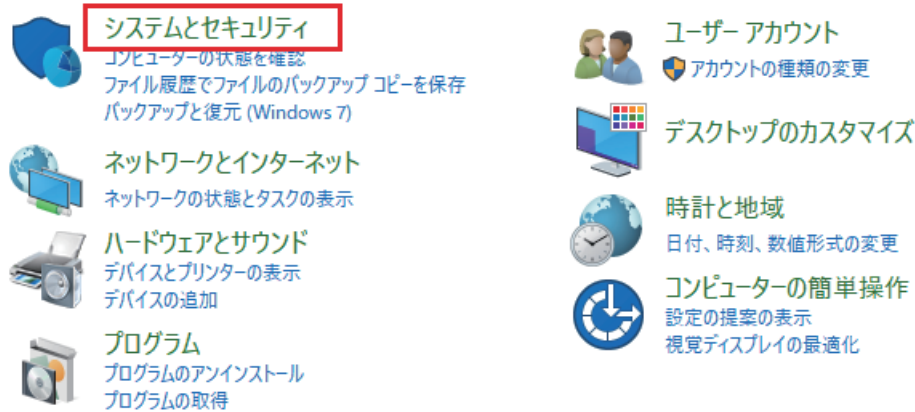 システムとセキュリティ
コンピューターの状態を確認
ファイル履歴でファイルのバックアップ コピーを保存
バックアップと復元 (Windows 7)
ネットワークとインターネット
ネットワークの状態とタスクの表示
ハードウェアとサウンド
デバイスとプリンターの表示
デバイスの追加
プログラム
プログラムのアンインストール
プログラムの取得
ユーザー アカウント
アカウントの種類の変更
デスクトップのカスタマイズ
時計と地域
日付、時刻、数値形式の変更
コンピューターの簡単操作
設定の提案の表示
視覚ディスプレイの最適化